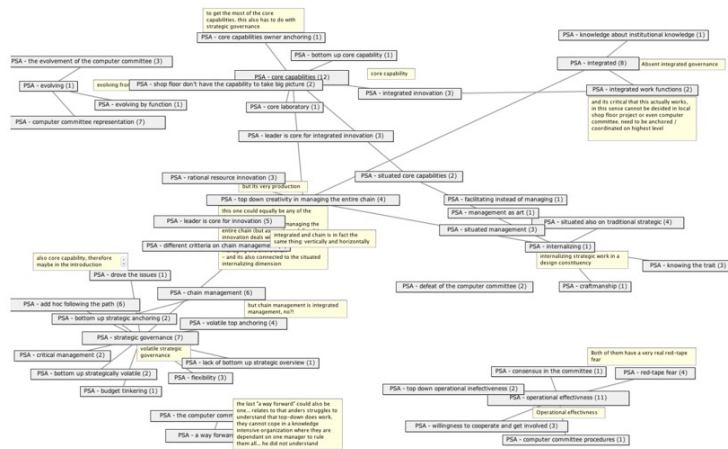 to get the most of the core
capabilities. this also has to do with
strategic governance
PSA - core capabilities owner anchoring (1)
PSA - bottom up core capability (1)
PSA - core capabilities (12)
core capability
PSA - shop floor don't have the capability to take big picture (2)
PSA - core laboratory (1)
PSA - leader is core for integrated innovation (3)
PSA - the evolvement of the computer committee (3)
PSA - evolving (1)
evolving from
PSA - evolving by function (1)
PSA - computer committee representation (7)
PSA - knowledge about institutional knowledge (1)
PSA - integrated (8)
Absent integrated governance
PSA - integrated innovation (3)
PSA - integrated work functions (2)
and its critical that this actually works,
in this sense cannot be decided in local
shop floor project or even computer
committee. need to be anchored /
coordinated on highest level
PSA - situated core capabilities (2)
PSA - rational resource innovation (3)
but its very production
PSA - top down creativity in managing the entire chain (4)
this one could equally be any of the
managing the
PSA - leader is core for innovation (5)
entire chain (but as
innovation deals
integrated and chain is in fact the
same thing: vertically and horizontally
PSA - different criteria on chain management
- and its also connected to the situated
internalizing dimension
PSA - facilitating instead of managing (1)
PSA - management as art (1)
PSA - situated also on traditional strategic (4)
PSA - situated management (3)
PSA - internalizing (1)
internalizing strategic work in a
design constituency
PSA - knowing the trait (3)
PSA - craftmanship (1)
PSA - defeat of the computer committee (2)
also core capability, therefore
maybe in the introduction
PSA - drove the issues (1)
PSA - chain management (6)
but chain management is integrated
management, no?!
PSA - add hoc following the path (6)
PSA - bottom up strategic anchoring (2)
PSA - volatile top anchoring (4)
PSA - strategic governance (7)
volatile strategic
governance
PSA - critical management (2)
PSA - lack of bottom up strategic overview (1)
PSA - bottom up strategically volatile (2)
PSA - flexibility (3)
PSA - budget tinkering (1)
PSA - the computer comm
PSA - a way forward
the last "a way forward" could also be
one... relates to that anders struggles to
understand that top-down does work.
they cannot cope in a knowledge
intensive organization where they are
dependant on one manager to rule
them all... he did not understand
Both of them have a very real red-tape
fear
PSA - consensus in the committee (1)
PSA - red-tape fear (4)
PSA - top down operational inefectiveness (2)
PSA - operational effectivness (11)
Operational effectivness
PSA - willingness to cooperate and get involved (3)
PSA - computer committee procedures (1)